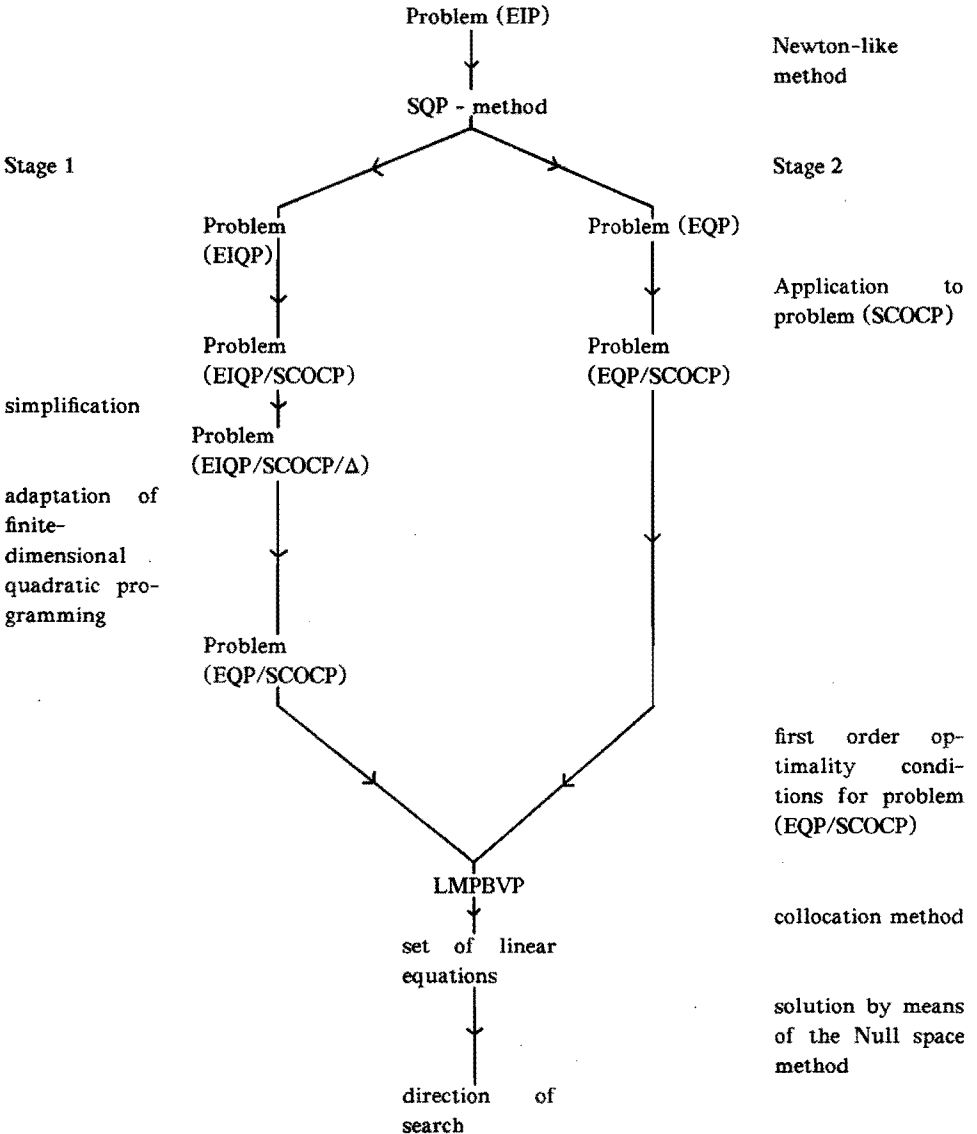 Problem (EIP)
Newton-like
method
SQP - method
Stage 1
Stage 2
Problem
(EIQP)
Problem (EQP)
Application to
problem (SCOCP)
Problem
(EIQP/SCOCP)
Problem
(EQP/SCOCP)
simplification
Problem
(EIQP/SCOCP/Δ)
adaptation of
finite-
dimensional
quadratic pro-
gramming
Problem
(EQP/SCOCP)
first order op-
timality condi-
tions for problem
(EQP/SCOCP)
LMPBVP
collocation method
set of linear
equations
solution by means
of the Null space
method
direction of
search